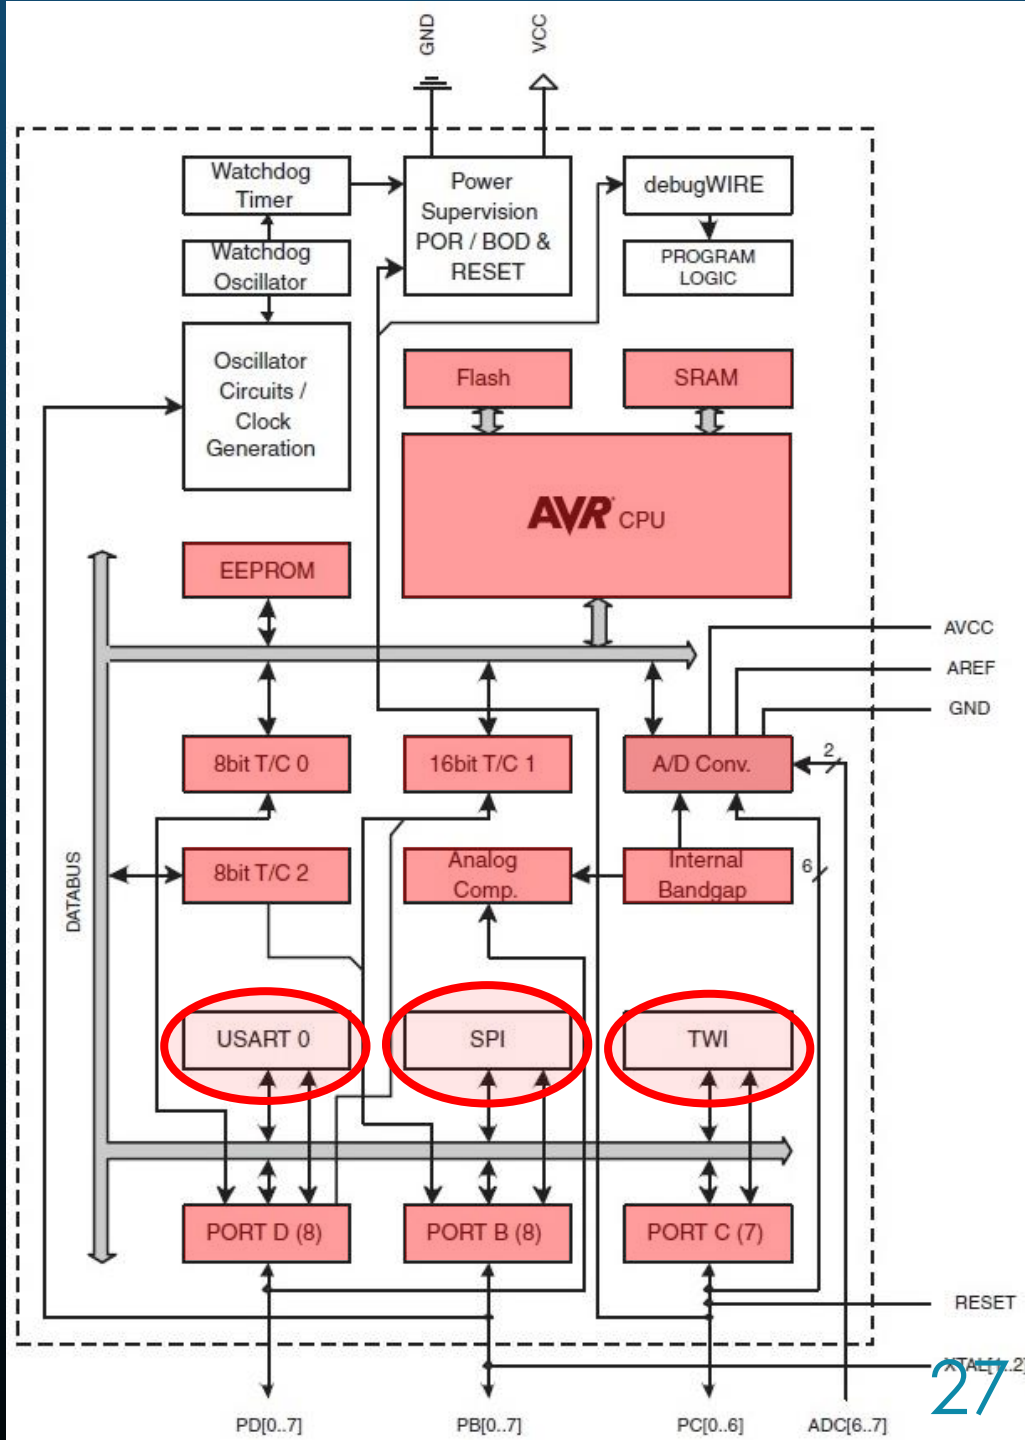 GND
VCC
Watchdog
Timer
Power
Supervision
POR / BOD &
RESET
debugWIRE
Watchdog
Oscillator
PROGRAM
LOGIC
Oscillator
Circuits /
Clock
Generation
Flash
SRAM
AVR CPU
EEPROM
AVCC
AREF
GND
8bit T/C 0
16bit T/C 1
A/D Conv.
2
DATABUS
8bit T/C 2
Analog
Comp.
Internal
Bandgap
6
USART 0
SPI
TWI
PORT D (8)
PORT B (8)
PORT C (7)
RESET
XTAL[1..2]
27
PD[0..7]
PB[0..7]
PC[0..6]
ADC[6..7]